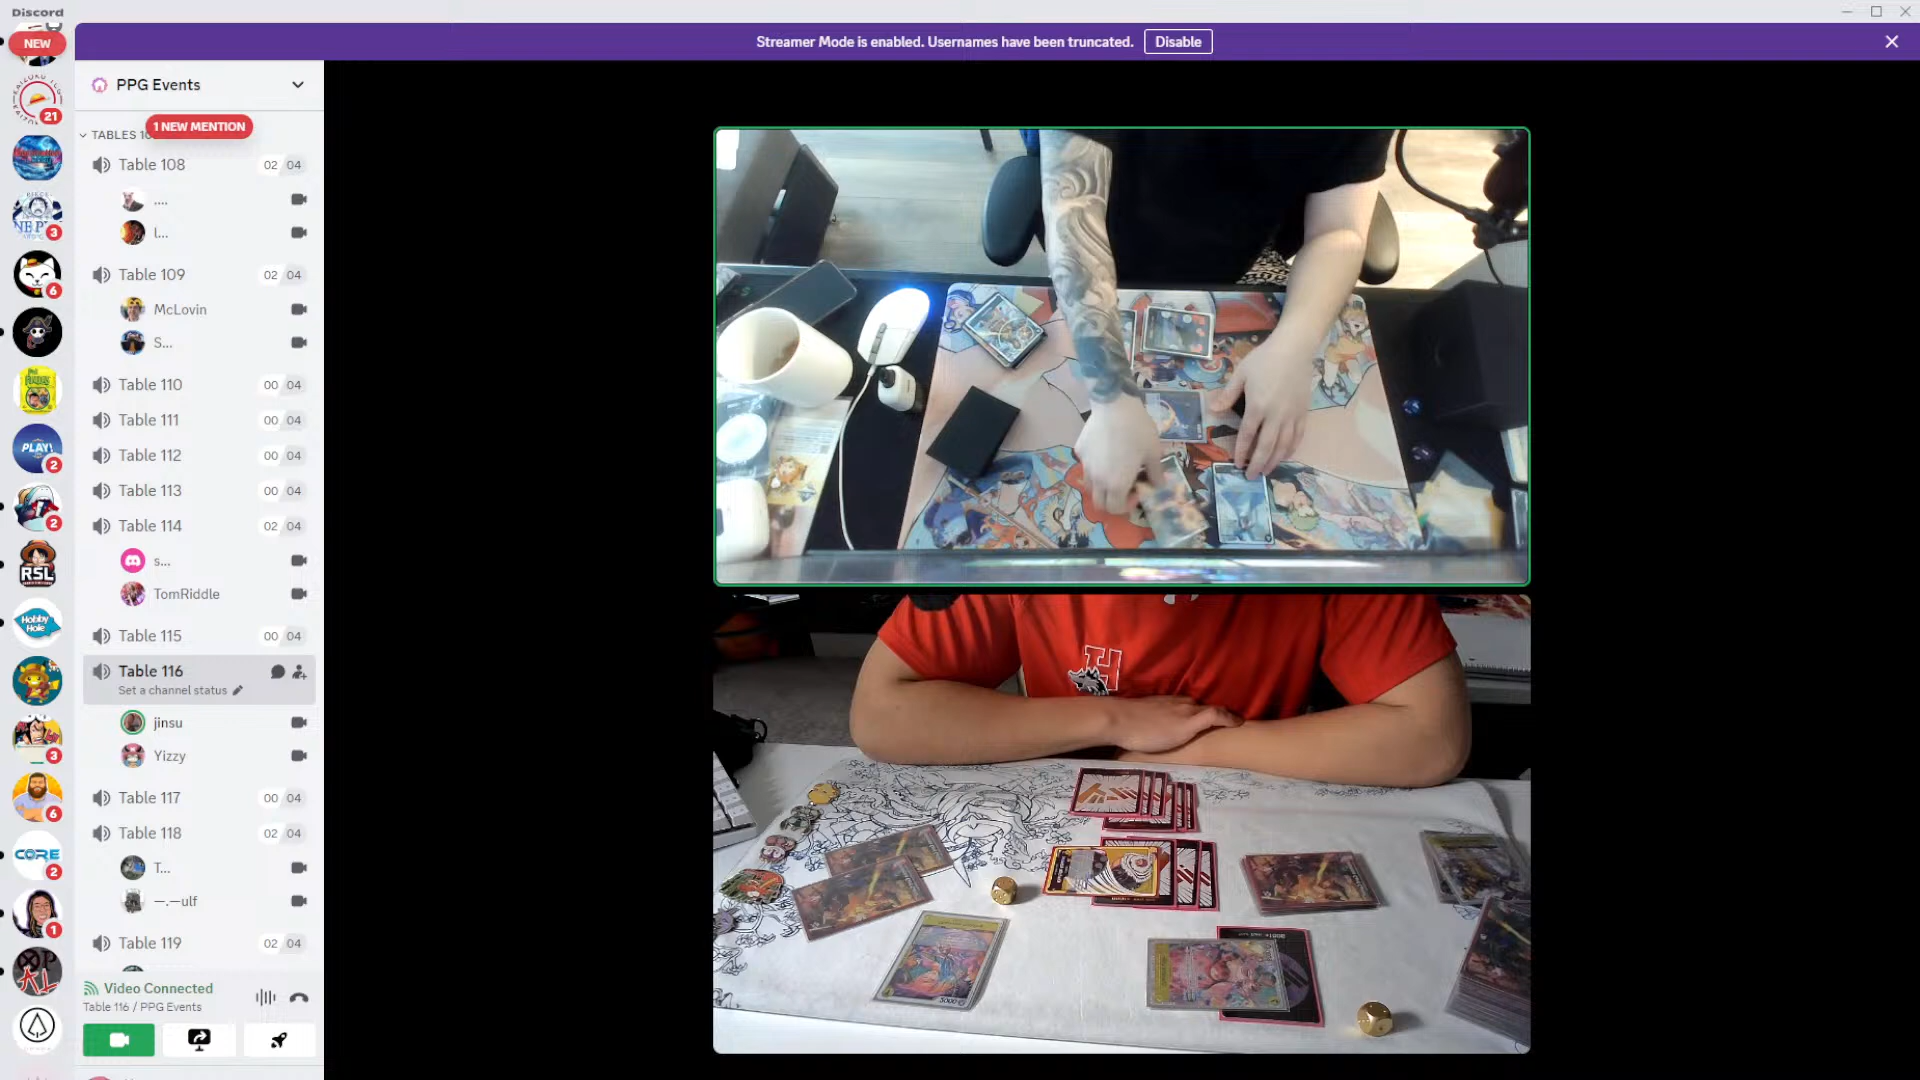 Discord
NEW
Streamer Mode is enabled. Usernames have been truncated.
Disable
PPG Events
1 NEW MENTION
TABLES
Table 108
02 04
....
l...
Table 109
02 04
McLovin
S...
Table 110
00 04
Table 111
00 04
Table 112
00 04
Table 113
00 04
Table 114
02 04
s...
TomRiddle
Table 115
00 04
Table 116
Set a channel status
jinsu
Yizzy
Table 117
00 04
Table 118
02 04
T...
—.—ulf
Table 119
02 04
Video Connected
Table 116 / PPG Events
21
3
6
PLAY!
2
2
RSL
Hobby
Hole
3
6
CORE
2
1
H
5000